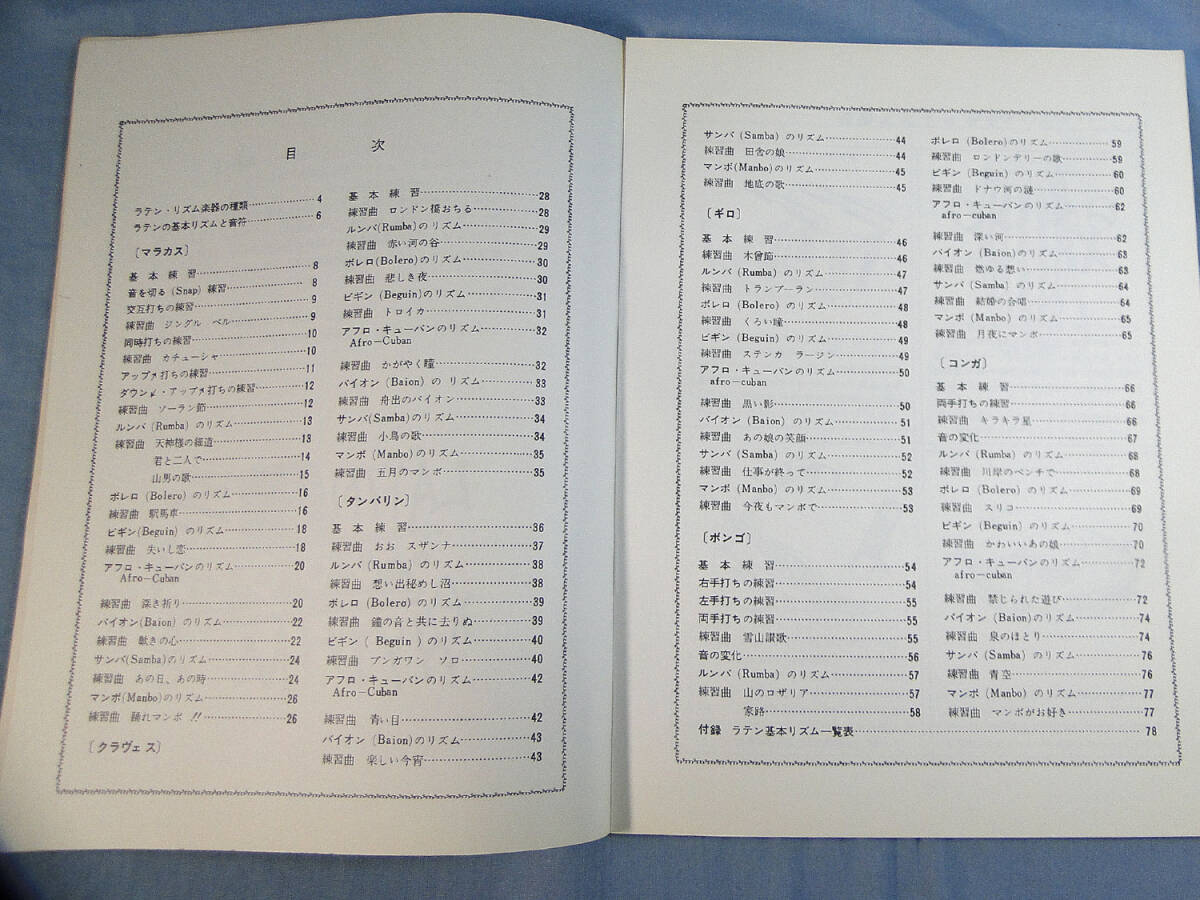 目次
ラテン・リズム楽器の種類…………4
ラテンの基本リズムと音符…………6
〔マラカス〕
基本練習…………8
音を切る (Snap) 練習…………8
交互打ちの練習…………9
練習曲 ジングル ベル…………9
同時打ちの練習…………10
練習曲 カチューシャ…………10
アップ打ちの練習…………11
ダウン・アップ打ちの練習…………12
練習曲 ソーラン節…………12
ルンバ (Rumba) のリズム…………13
練習曲 天神様の細道…………13
君と二人で…………14
山男の歌…………15
ボレロ (Bolero) のリズム…………16
練習曲 駅馬車…………16
ビギン(Beguin) のリズム…………18
練習曲 失いし恋…………18
アフロ・キューバンのリズム…………20
Afro-Cuban
練習曲 深き祈り…………20
バイオン (Baion) のリズム…………22
練習曲 歎きの心…………22
サンバ(Samba)のリズム…………24
練習曲 あの日、あの時…………24
マンボ(Manbo)のリズム…………26
練習曲 踊れマンボ !!…………26
〔クラヴェス〕
基本練習…………28
練習曲 ロンドン橋おちる…………28
ルンバ(Rumba)のリズム…………29
練習曲 赤い河の谷…………29
ボレロ(Bolero)のリズム…………30
練習曲 悲しき夜…………30
ビギン (Beguin)のリズム…………31
練習曲 トロイカ…………31
アフロ・キューバンのリズム…………32
Afro-Cuban
練習曲 かがやく瞳…………32
バイオン (Baion) の リズム…………33
練習曲 舟出のバイオン…………33
サンバ(Samba)のリズム…………34
練習曲 小鳥の歌…………34
マンボ (Manbo)のリズム…………35
練習曲 五月のマンボ…………35
〔タンバリン〕
基本練習…………36
練習曲 おお スザンナ…………37
ルンバ (Rumba) のリズム…………38
練習曲 想い出秘めし沼…………38
ボレロ (Bolero) のリズム…………39
練習曲 鐘の音と共に去りぬ…………39
ビギン ( Beguin ) のリズム…………40
練習曲 ブンガワン ソロ…………40
アフロ・キューバンのリズム…………42
Afro-Cuban
練習曲 青い目…………42
バイオン (Baion)のリズム…………43
練習曲 楽しい今宵…………43
サンバ (Samba) のリズム…………44
練習曲 田舎の娘…………44
マンボ(Manbo)のリズム…………45
練習曲 地底の歌…………45
〔ギロ〕
基本練習…………46
練習曲 木曾節…………46
ルンバ (Rumba) のリズム…………47
練習曲 トランプーラン…………47
ボレロ (Bolero) のリズム…………48
練習曲 くろい瞳…………48
ビギン (Beguin) のリズム…………49
練習曲 ステンカ ラージン…………49
アフロ・キューバンのリズム…………50
afro-cuban
練習曲 黒い影…………50
バイオン (Baion) のリズム…………51
練習曲 あの娘の笑顔…………51
サンバ (Samba) のリズム…………52
練習曲 仕事が終って…………52
マンボ (Manbo) のリズム…………53
練習曲 今夜もマンボで…………53
〔ボンゴ〕
基本練習…………54
右手打ちの練習…………54
左手打ちの練習…………55
両手打ちの練習…………55
練習曲 雪山讃歌…………55
音の変化…………56
ルンバ (Rumba) のリズム…………57
練習曲 山のロザリア…………57
家路…………58
付録 ラテン基本リズム一覧表…………78
ボレロ (Bolero)のリズム…………59
練習曲 ロンドンデリーの歌…………59
ビギン (Beguin) のリズム…………60
練習曲 ドナウ河の漣…………60
アフロ・キューバンのリズム…………62
afro-cuban
練習曲 深い河…………62
バイオン (Baion) のリズム…………63
練習曲 燃ゆる想い…………63
サンバ (Samba) のリズム…………64
練習曲 結婚の合唱…………64
マンボ (Manbo) のリズム…………65
練習曲 月夜にマンボ…………65
〔コンガ〕
基本練習…………66
両手打ちの練習…………66
練習曲 キラキラ星…………66
音の変化…………67
ルンバ (Rumba) のリズム…………68
練習曲 川岸のベンチで…………68
ボレロ (Bolero) のリズム…………69
練習曲 スリコ…………69
ビギン (Beguin) のリズム…………70
練習曲 かわいいあの娘…………70
アフロ・キューバンのリズム…………72
afro-cuban
練習曲 禁じられた遊び…………72
バイオン (Baion)のリズム…………74
練習曲 泉のほとり…………74
サンバ (Samba) のリズム…………76
練習曲 青空…………76
マンボ (Manbo) のリズム…………77
練習曲 マンボがお好き…………77